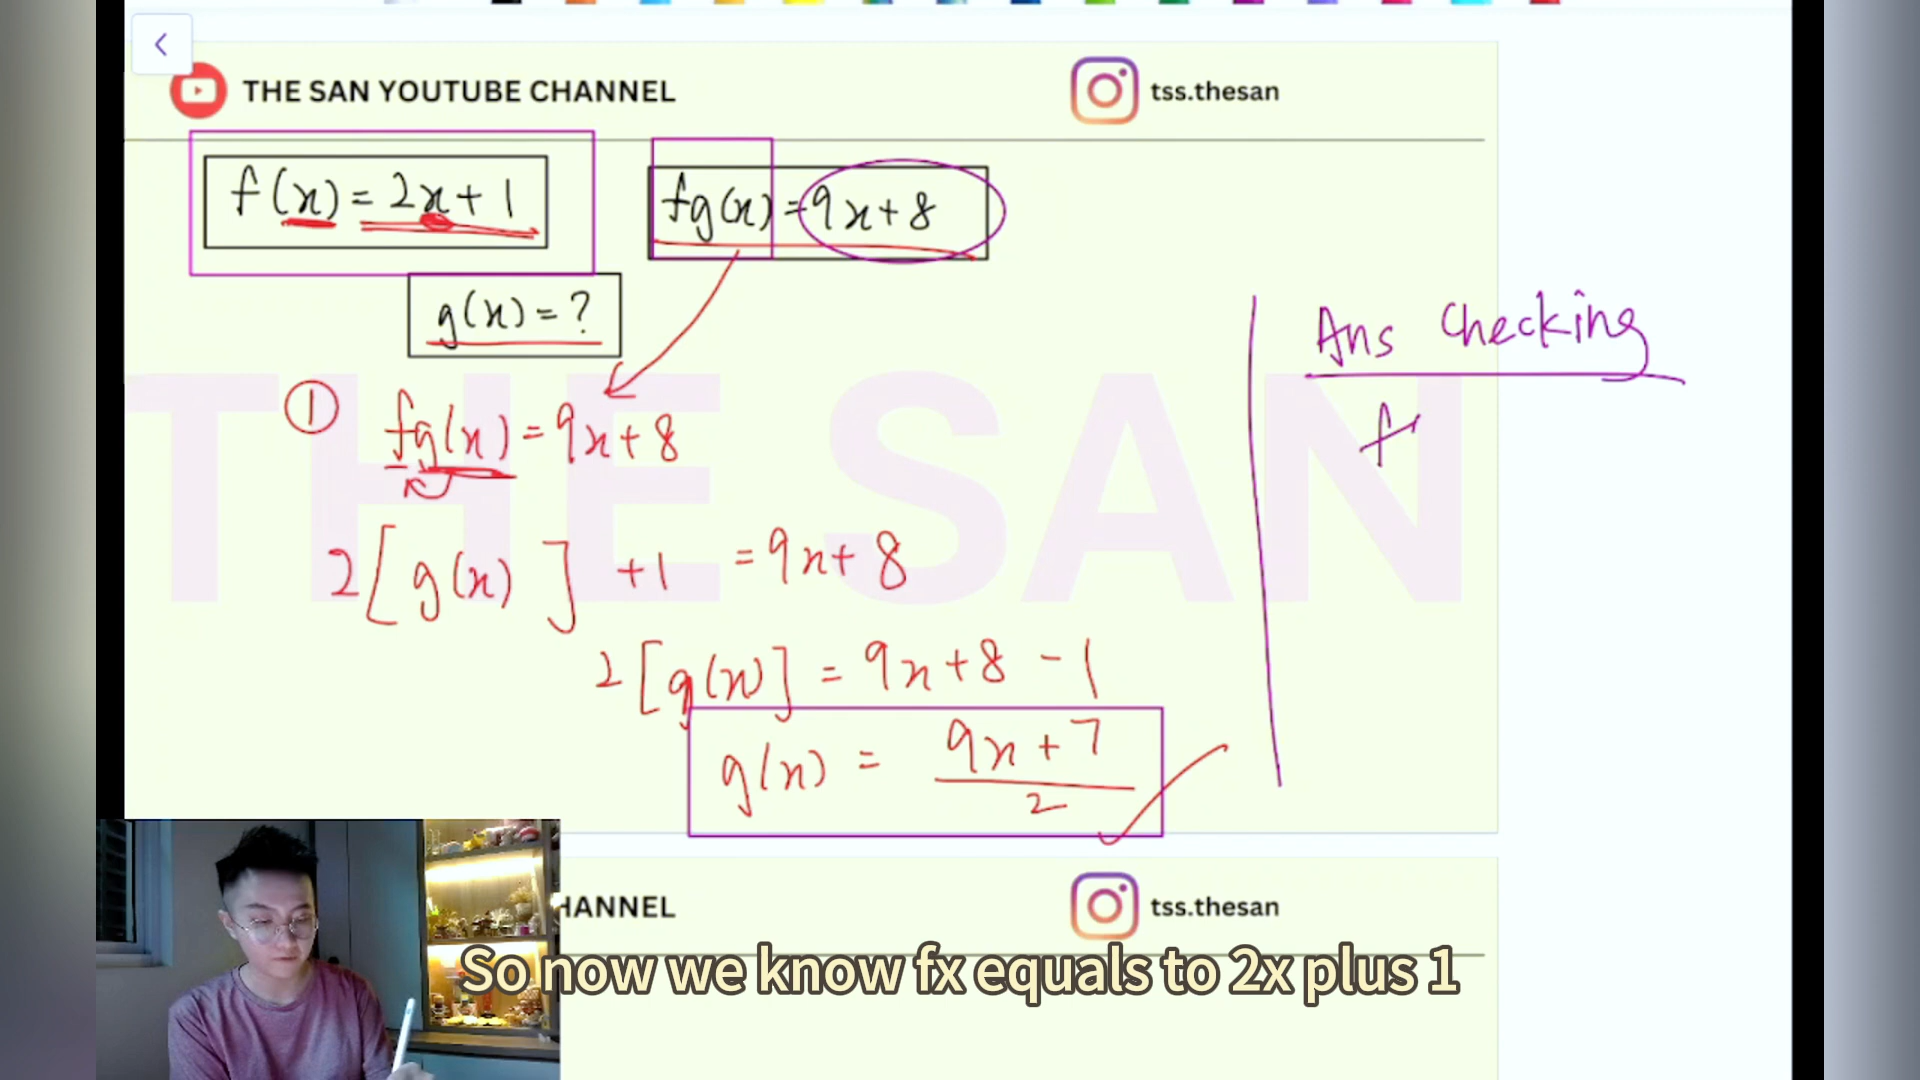 THE SAN YOUTUBE CHANNEL
tss.thesan
f(x) = 2x + 1
fg(x) = 9x + 8
g(x) = ?
Ans Checking
f
① fg(x) = 9x + 8
2[g(x)] + 1 = 9x + 8
2[g(x)] = 9x + 8 - 1
g(x) = 9x + 7
2
THE SAN
HANNEL
tss.thesan
So now we know fx equals to 2x plus 1